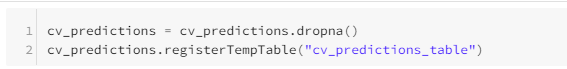 1 cv_predictions = cv_predictions.dropna()
2 cv_predictions.registerTempTable("cv_predictions_table")